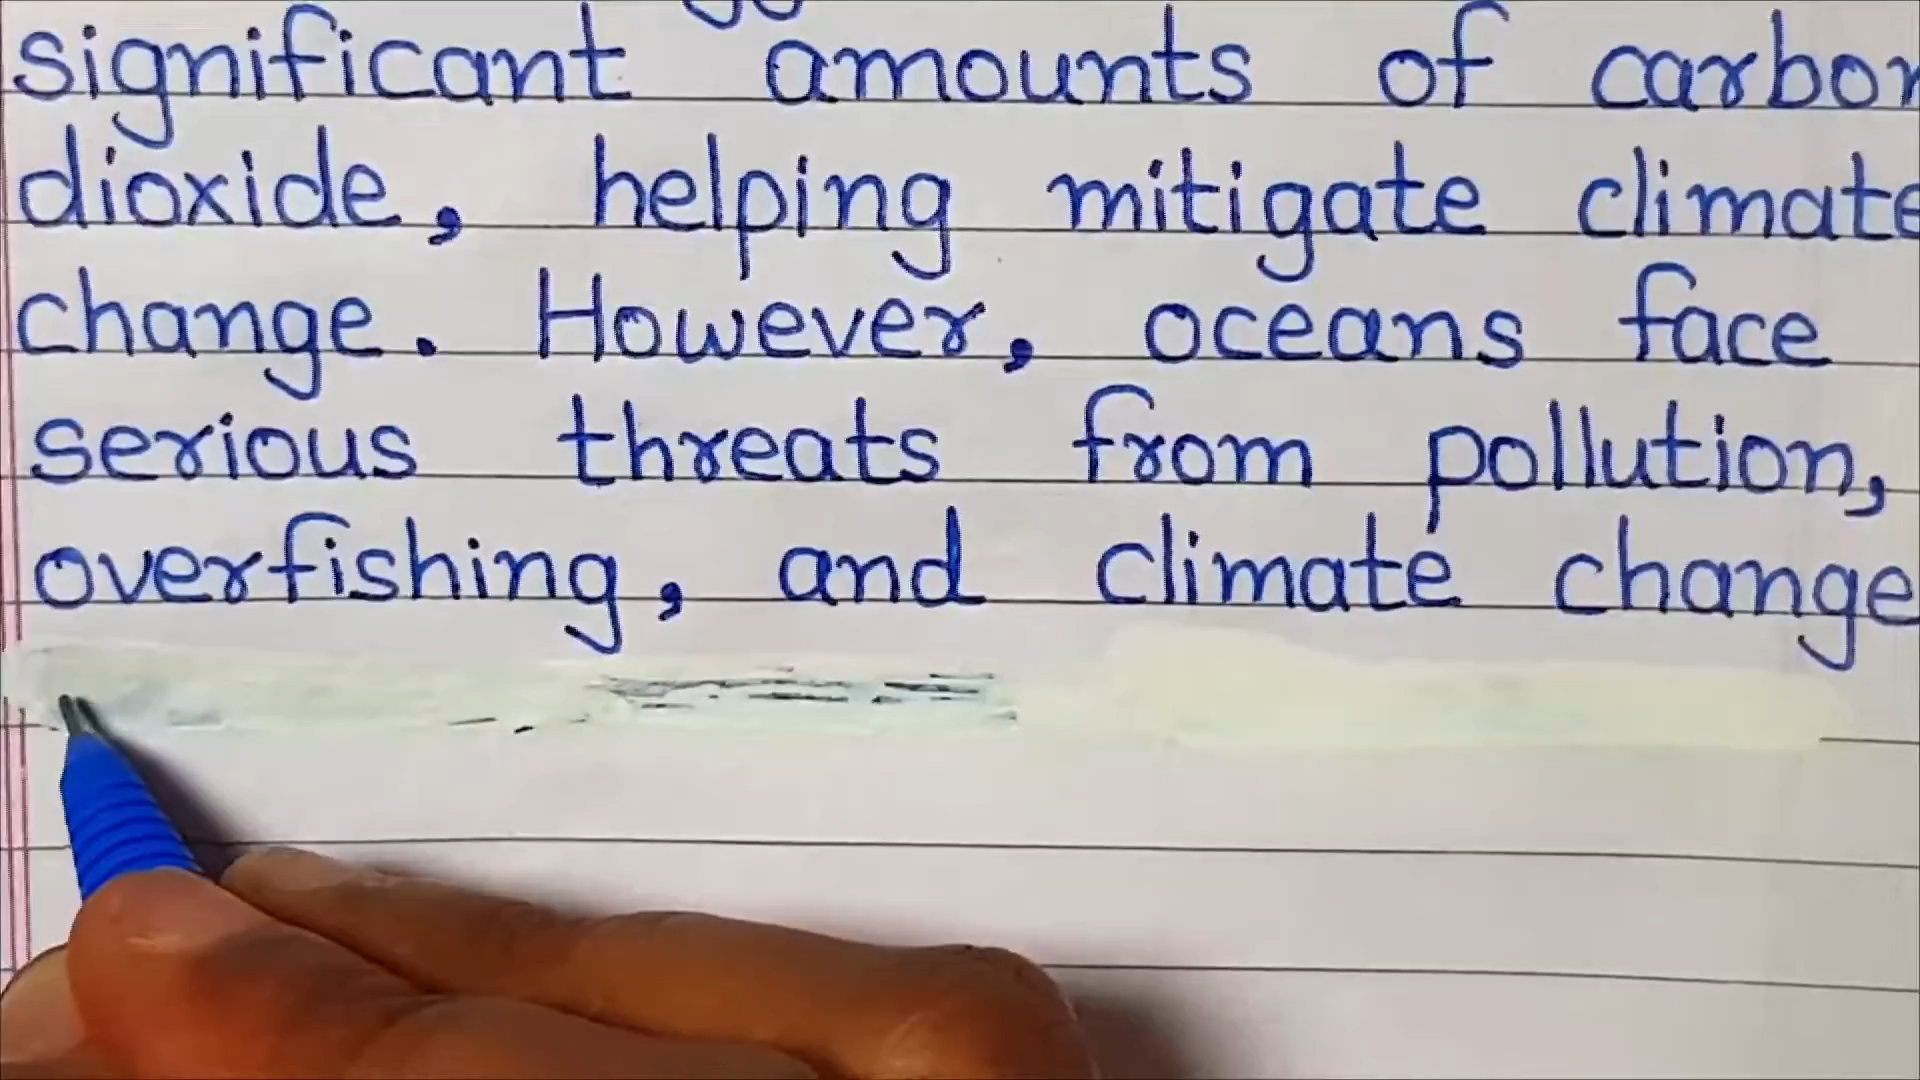 significant amounts of carbon
dioxide, helping mitigate climate
change. However, oceans face
serious threats from pollution,
overfishing, and climate change